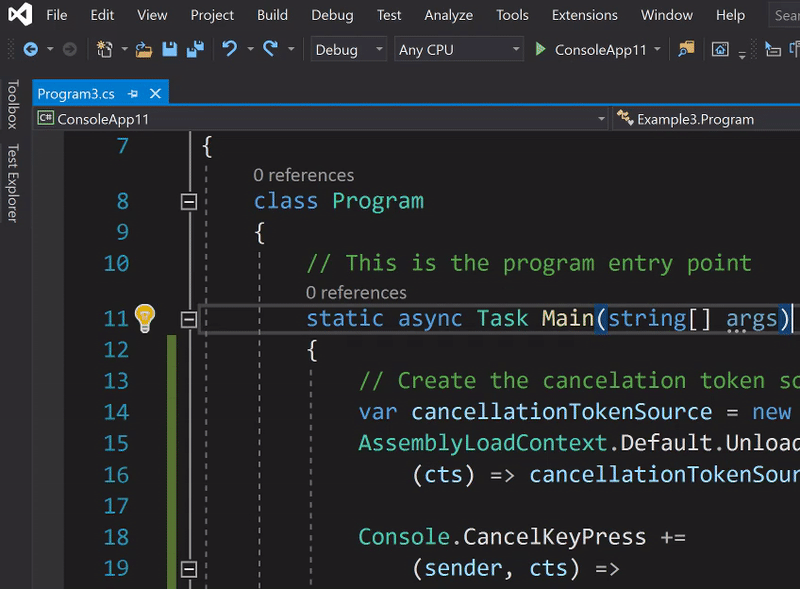 File Edit View Project Build Debug Test Analyze Tools Extensions Window Help Sea
Debug Any CPU ConsoleApp11
Toolbox
Test Explorer
Program3.cs
C# ConsoleApp11 Example3.Program
7 {
0 references
8 class Program
9 {
10 // This is the program entry point
0 references
11 static async Task Main(string[] args)
12 {
13 // Create the cancelation token so
14 var cancellationTokenSource = new
15 AssemblyLoadContext.Default.Unload
16 (cts) => cancellationTokenSour
17
18 Console.CancelKeyPress +=
19 (sender, cts) =>